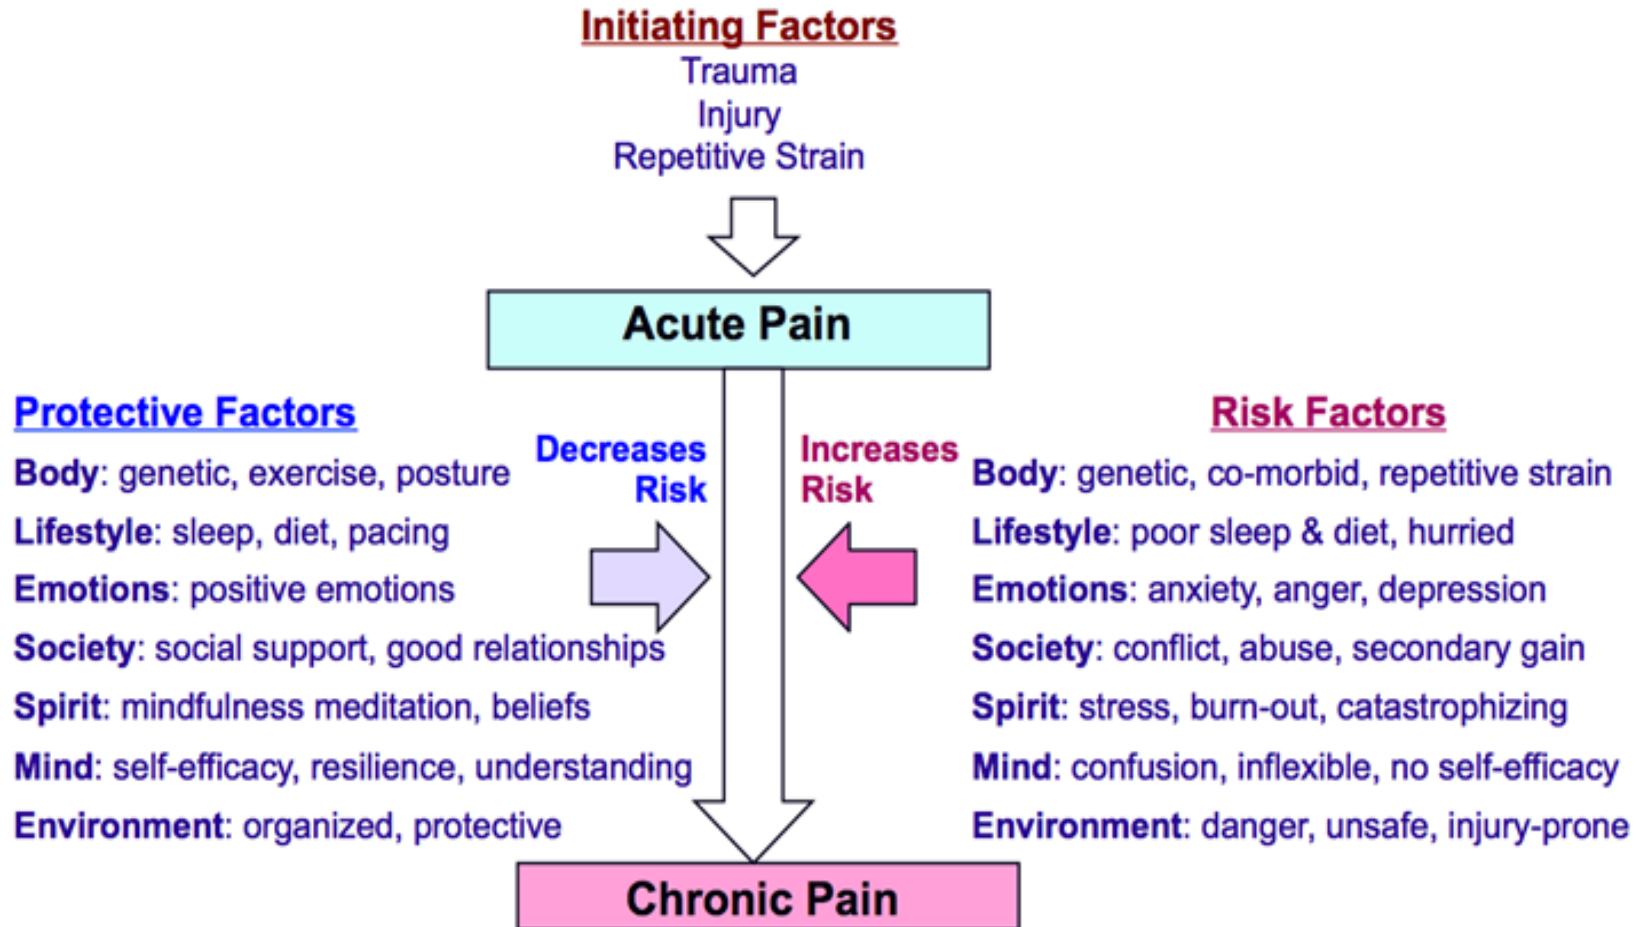 Initiating Factors
Trauma
Injury
Repetitive Strain
Acute Pain
Protective Factors
Body: genetic, exercise, posture
Lifestyle: sleep, diet, pacing
Emotions: positive emotions
Society: social support, good relationships
Spirit: mindfulness meditation, beliefs
Mind: self-efficacy, resilience, understanding
Environment: organized, protective
Decreases
Risk
Increases
Risk
Risk Factors
Body: genetic, co-morbid, repetitive strain
Lifestyle: poor sleep & diet, hurried
Emotions: anxiety, anger, depression
Society: conflict, abuse, secondary gain
Spirit: stress, burn-out, catastrophizing
Mind: confusion, inflexible, no self-efficacy
Environment: danger, unsafe, injury-prone
Chronic Pain